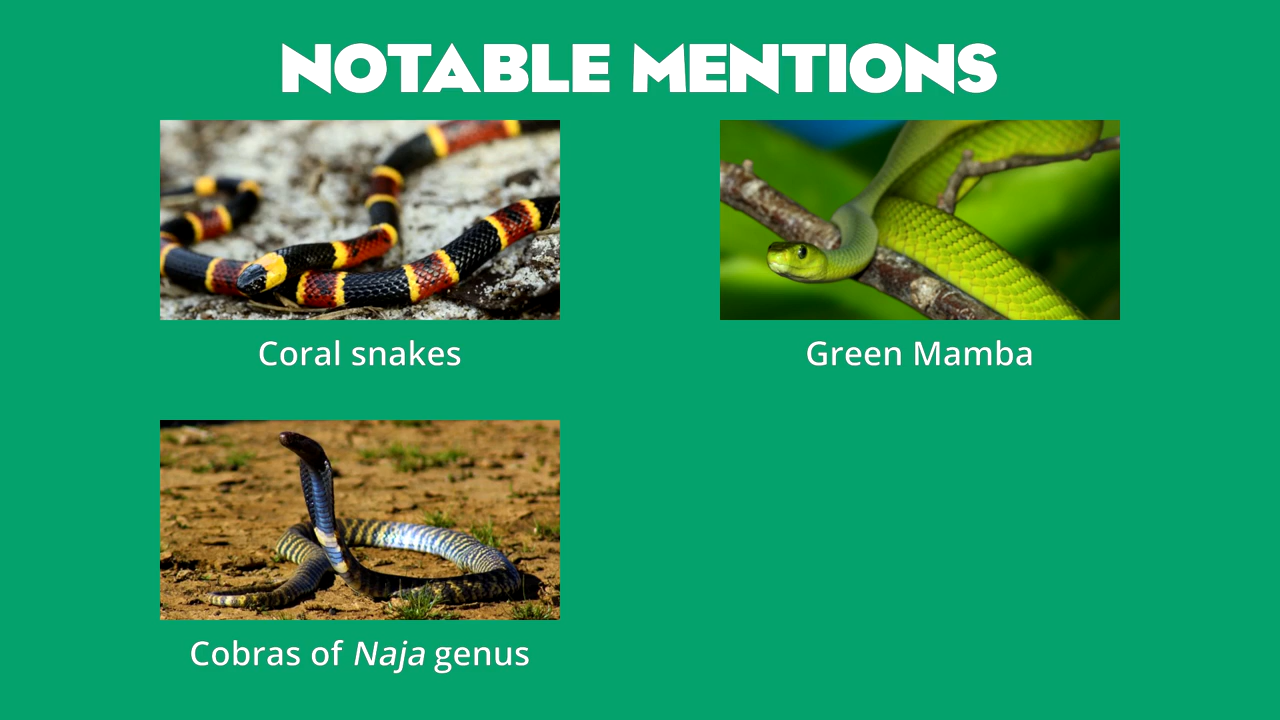 NOTABLE MENTIONS
Coral snakes
Green Mamba
Cobras of Naja genus